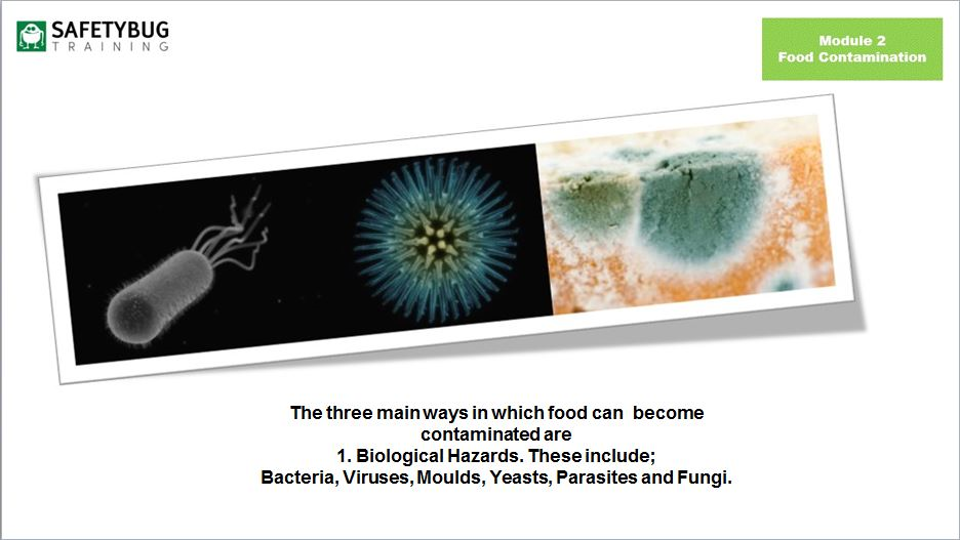 SAFETYBUG
TRAINING
Module 2
Food Contamination
The three main ways in which food can  become
contaminated are
1. Biological Hazards. These include;
Bacteria, Viruses, Moulds, Yeasts, Parasites and Fungi.